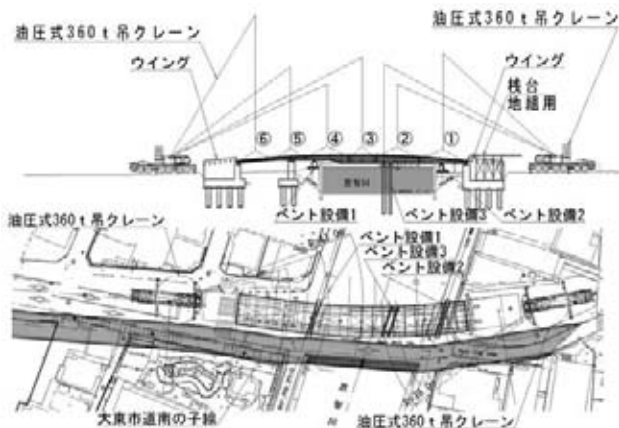 油圧式360ｔ吊クレーン
油圧式360ｔ吊クレーン
ウイング
ウイング
桟台
地組用
⑥ ⑤ ④ ③ ② ①
ベント設備1
ベント設備3
ベント設備2
油圧式360ｔ吊クレーン
ベント設備1
ベント設備3
ベント設備2
大東市道南の子線
油圧式360ｔ吊クレーン